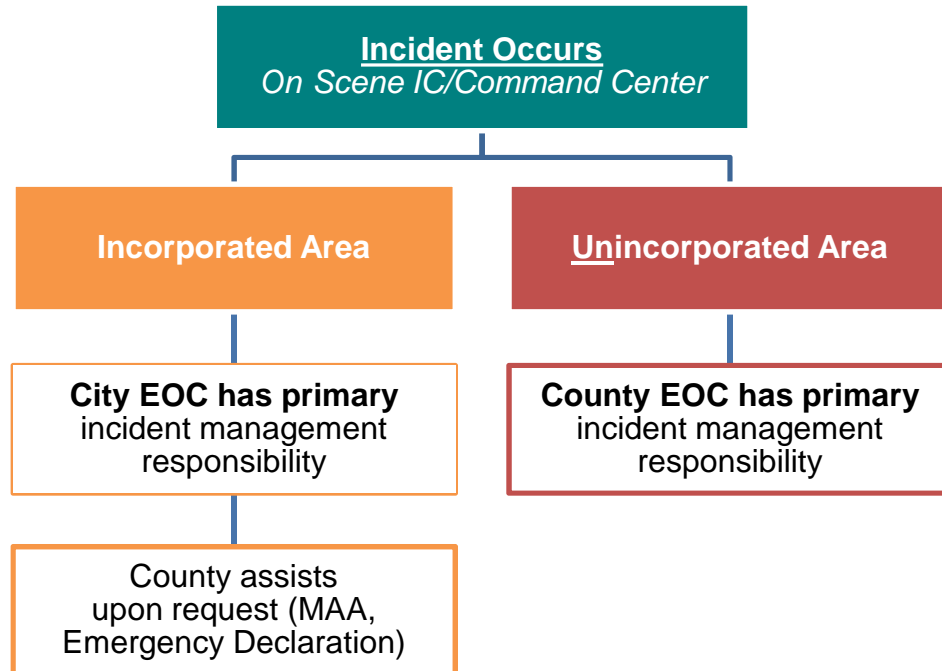 Incident Occurs
On Scene IC/Command Center
Incorporated Area
Unincorporated Area
City EOC has primary
incident management
responsibility
County EOC has primary
incident management
responsibility
County assists
upon request (MAA,
Emergency Declaration)